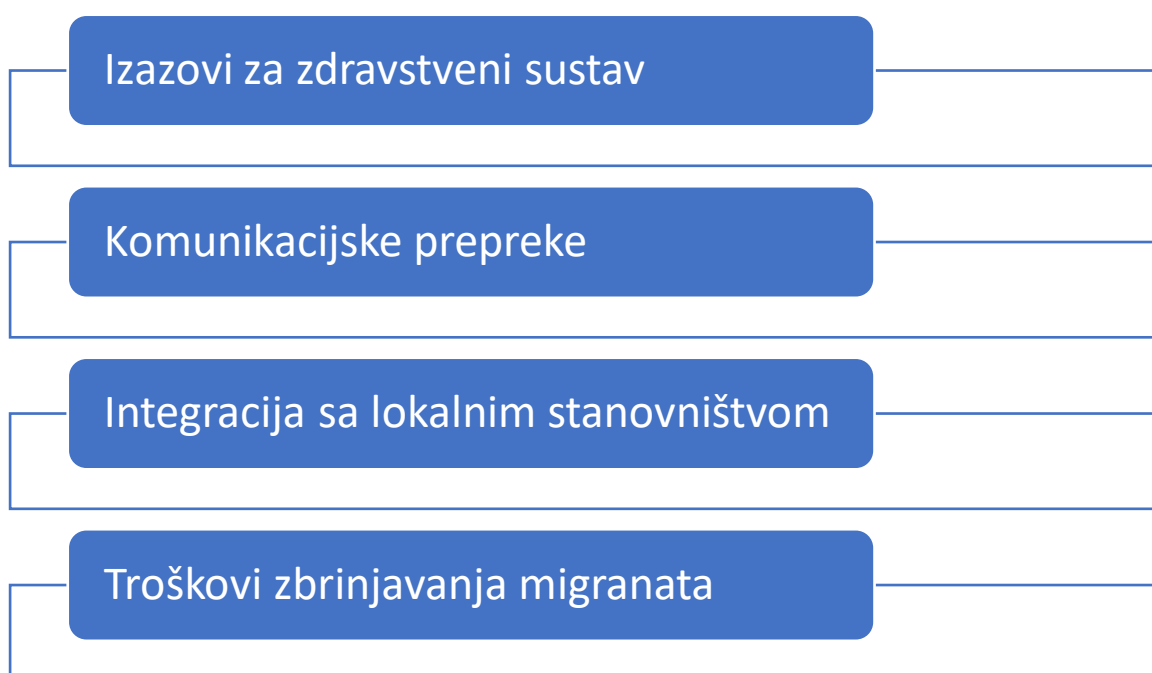 Izazovi za zdravstveni sustav
Komunikacijske prepreke
Integracija sa lokalnim stanovništvom
Troškovi zbrinjavanja migranata